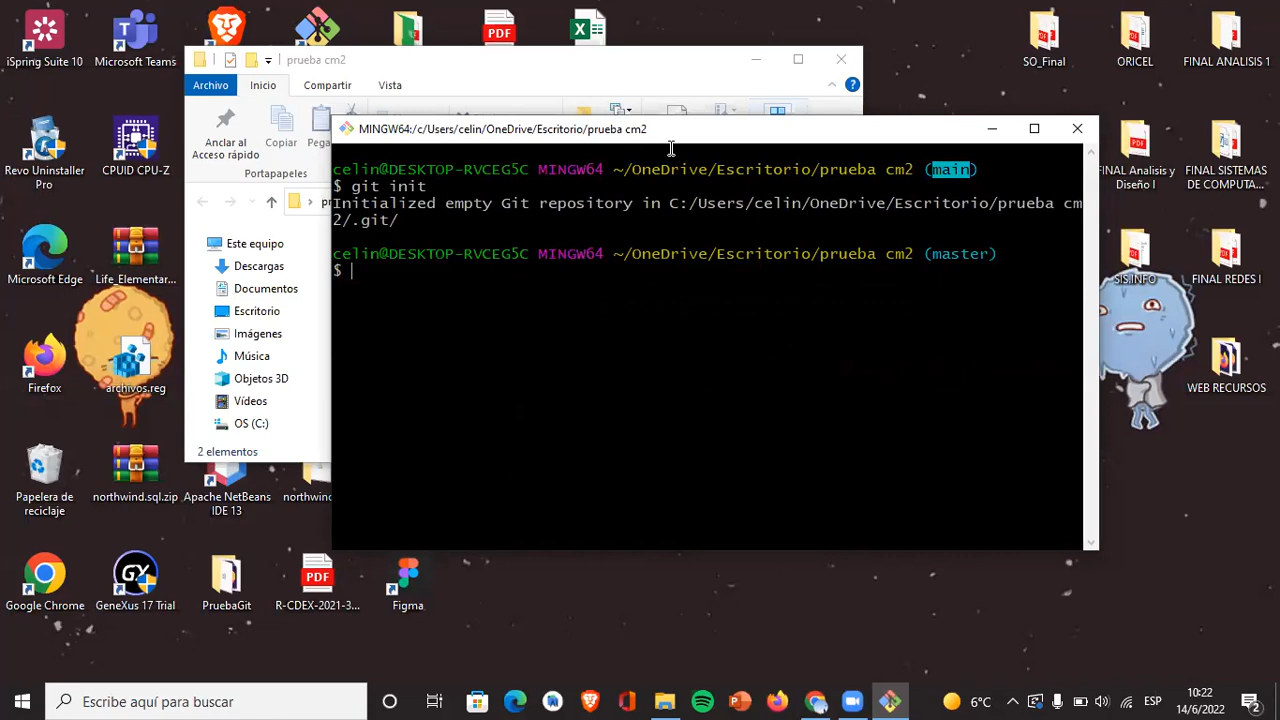 iSpring Suite 10
Microsoft Teams
SO_Final
ORICEL
FINAL ANALISIS 1
prueba cm2
Archivo
Inicio
Compartir
Vista
Anclar al
Acceso rápido
Copiar
Pegar
Portapapeles
MINGW64:/c/Users/celin/OneDrive/Escritorio/prueba cm2
celin@DESKTOP-RVCEG5C MINGW64 ~/OneDrive/Escritorio/prueba cm2 (main)
$ git init
Initialized empty Git repository in C:/Users/celin/OneDrive/Escritorio/prueba cm
2/.git/
celin@DESKTOP-RVCEG5C MINGW64 ~/OneDrive/Escritorio/prueba cm2 (master)
$
Este equipo
Descargas
Documentos
Escritorio
Imágenes
Música
Objetos 3D
Vídeos
OS (C:)
2 elementos
Revo Uninstaller
Pro
CPUID CPU-Z
FINAL Analisis y
Diseño I
FINAL SISTEMAS
DE COMPUTA...
Microsoft Edge
Life_Elementar...
SIS.INFO
FINAL REDES I
Firefox
archivos.reg
WEB RECURSOS
Papelera de
reciclaje
northwind.sql.zip
Apache NetBeans
IDE 13
northwind
Google Chrome
GeneXus 17 Trial
PruebaGit
R-CDEX-2021-3...
Figma
PDF
Escribe aquí para buscar
6°C
ESP
10:22
14/6/2022
2